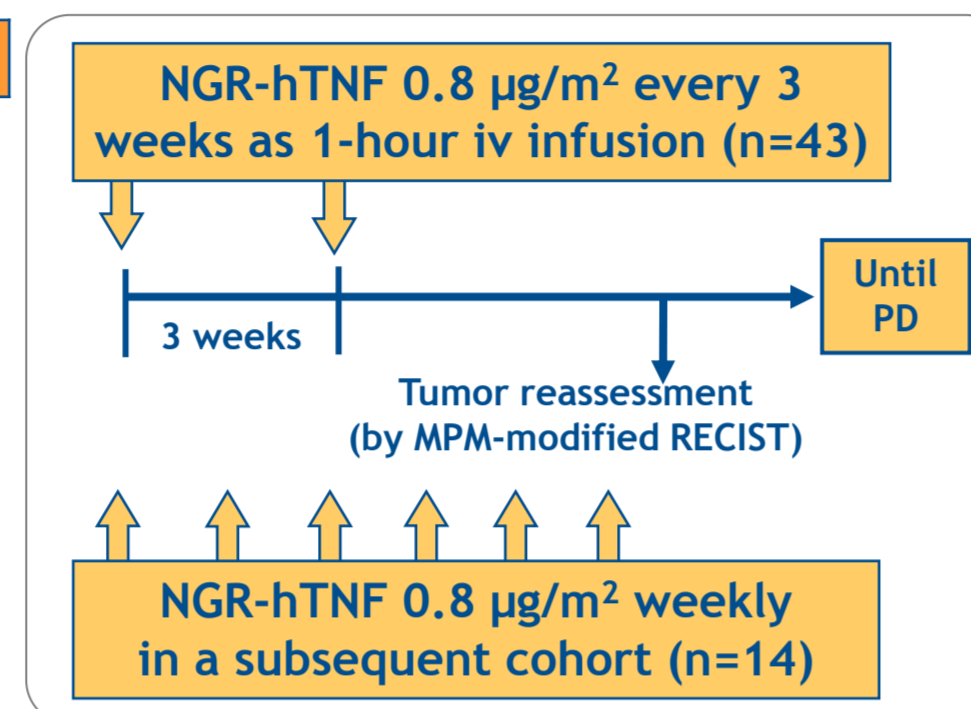 NGR-hTNF 0.8 µg/m² every 3
weeks as 1-hour iv infusion (n=43)
Until
PD
3 weeks
Tumor reassessment
(by MPM-modified RECIST)
NGR-hTNF 0.8 µg/m² weekly
in a subsequent cohort (n=14)